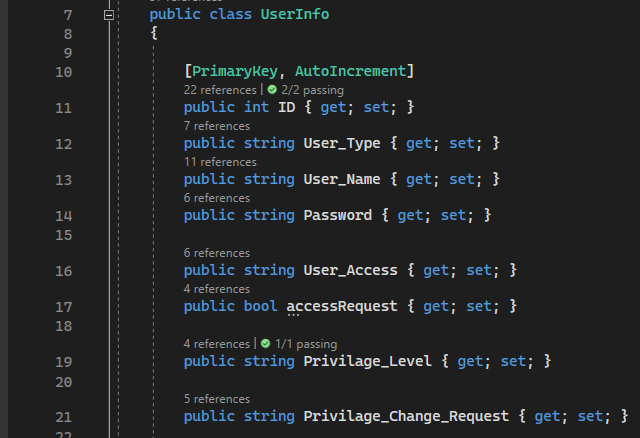 7 public class UserInfo
8 {
9
10 [PrimaryKey, AutoIncrement]
22 references | 2/2 passing
11 public int ID { get; set; }
7 references
12 public string User_Type { get; set; }
11 references
13 public string User_Name { get; set; }
6 references
14 public string Password { get; set; }
15
6 references
16 public string User_Access { get; set; }
4 references
17 public bool accessRequest { get; set; }
18
4 references | 1/1 passing
19 public string Privilage_Level { get; set; }
20
5 references
21 public string Privilage_Change_Request { get; set; }
22